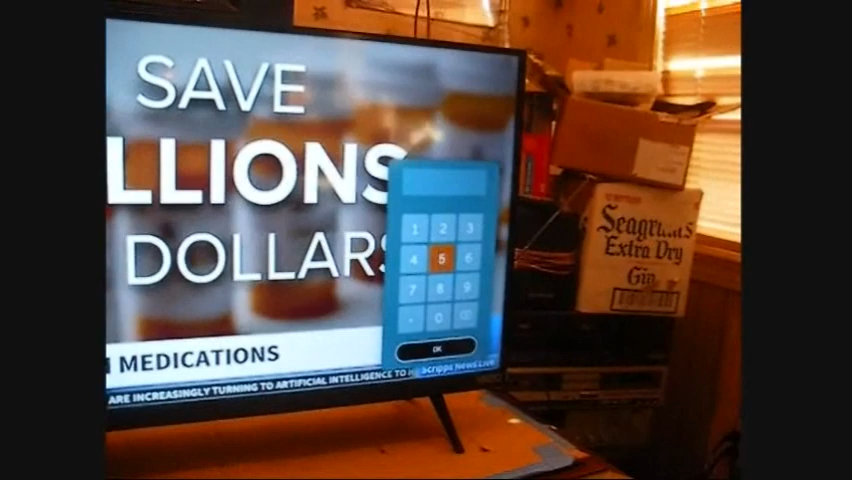 SAVE
LLIONS
DOLLARS
MEDICATIONS
ARE INCREASINGLY TURNING TO ARTIFICIAL INTELLIGENCE TO
Scripps News Live
1 2 3
4 5 6
7 8 9
- 0
OK
Seagram's
Extra Dry
Gin